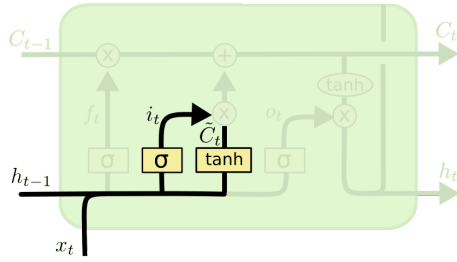 C_{t-1} C_t
x +
tanh
f_t i_t x o_t x
C̃_t
σ σ tanh σ
h_{t-1} h_t
x_t